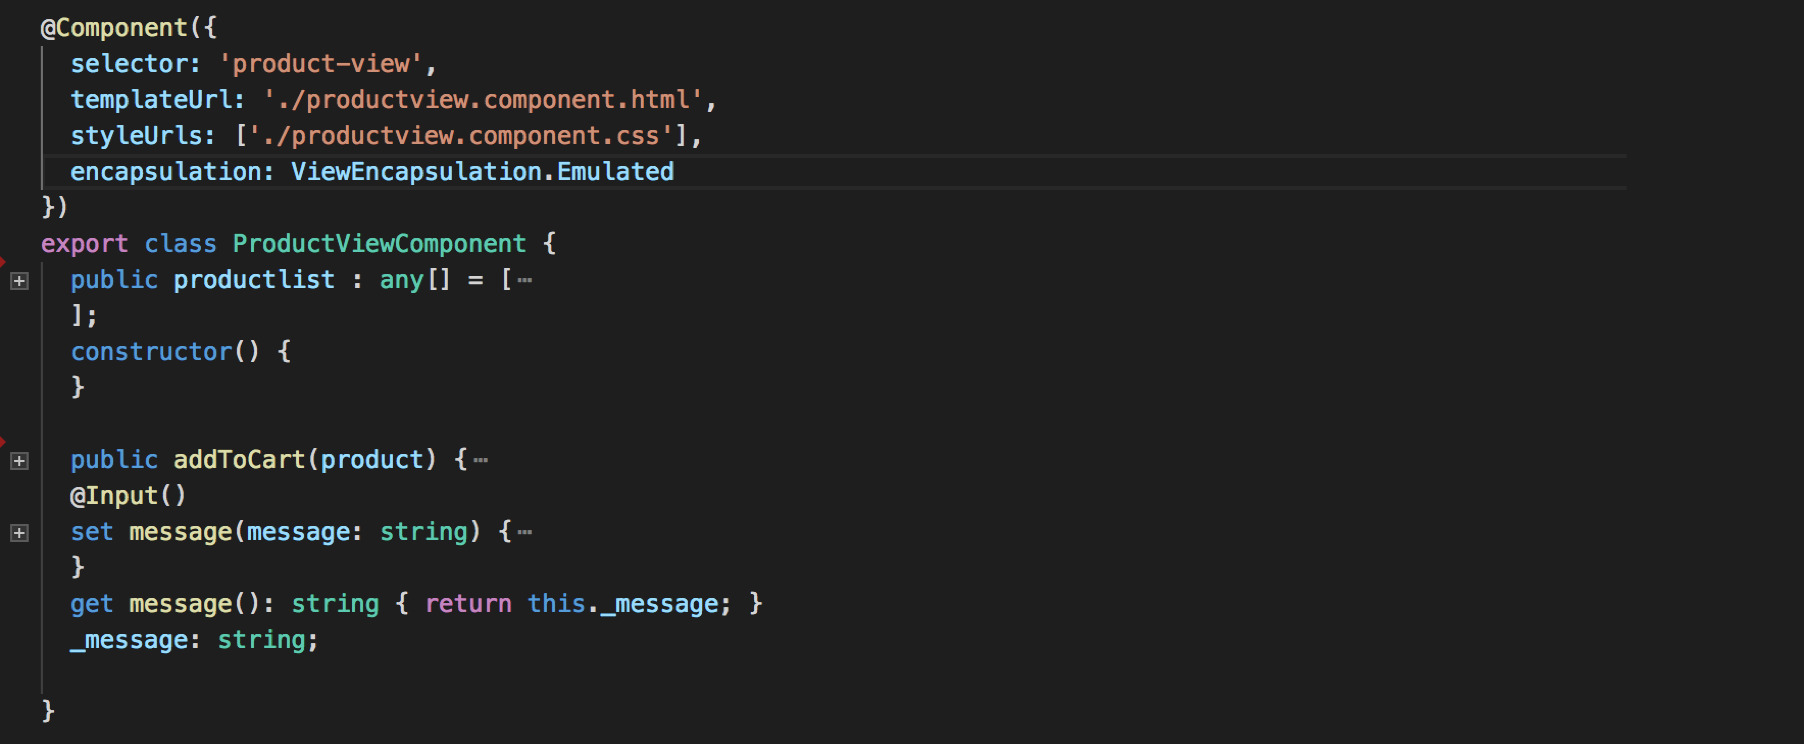 @Component({
selector: 'product-view',
templateUrl: './productview.component.html',
styleUrls: ['./productview.component.css'],
encapsulation: ViewEncapsulation.Emulated
})
export class ProductViewComponent {
public productlist : any[] = [⋯
];
constructor() {
}
public addToCart(product) {⋯
@Input()
set message(message: string) {⋯
}
get message(): string { return this._message; }
_message: string;
}